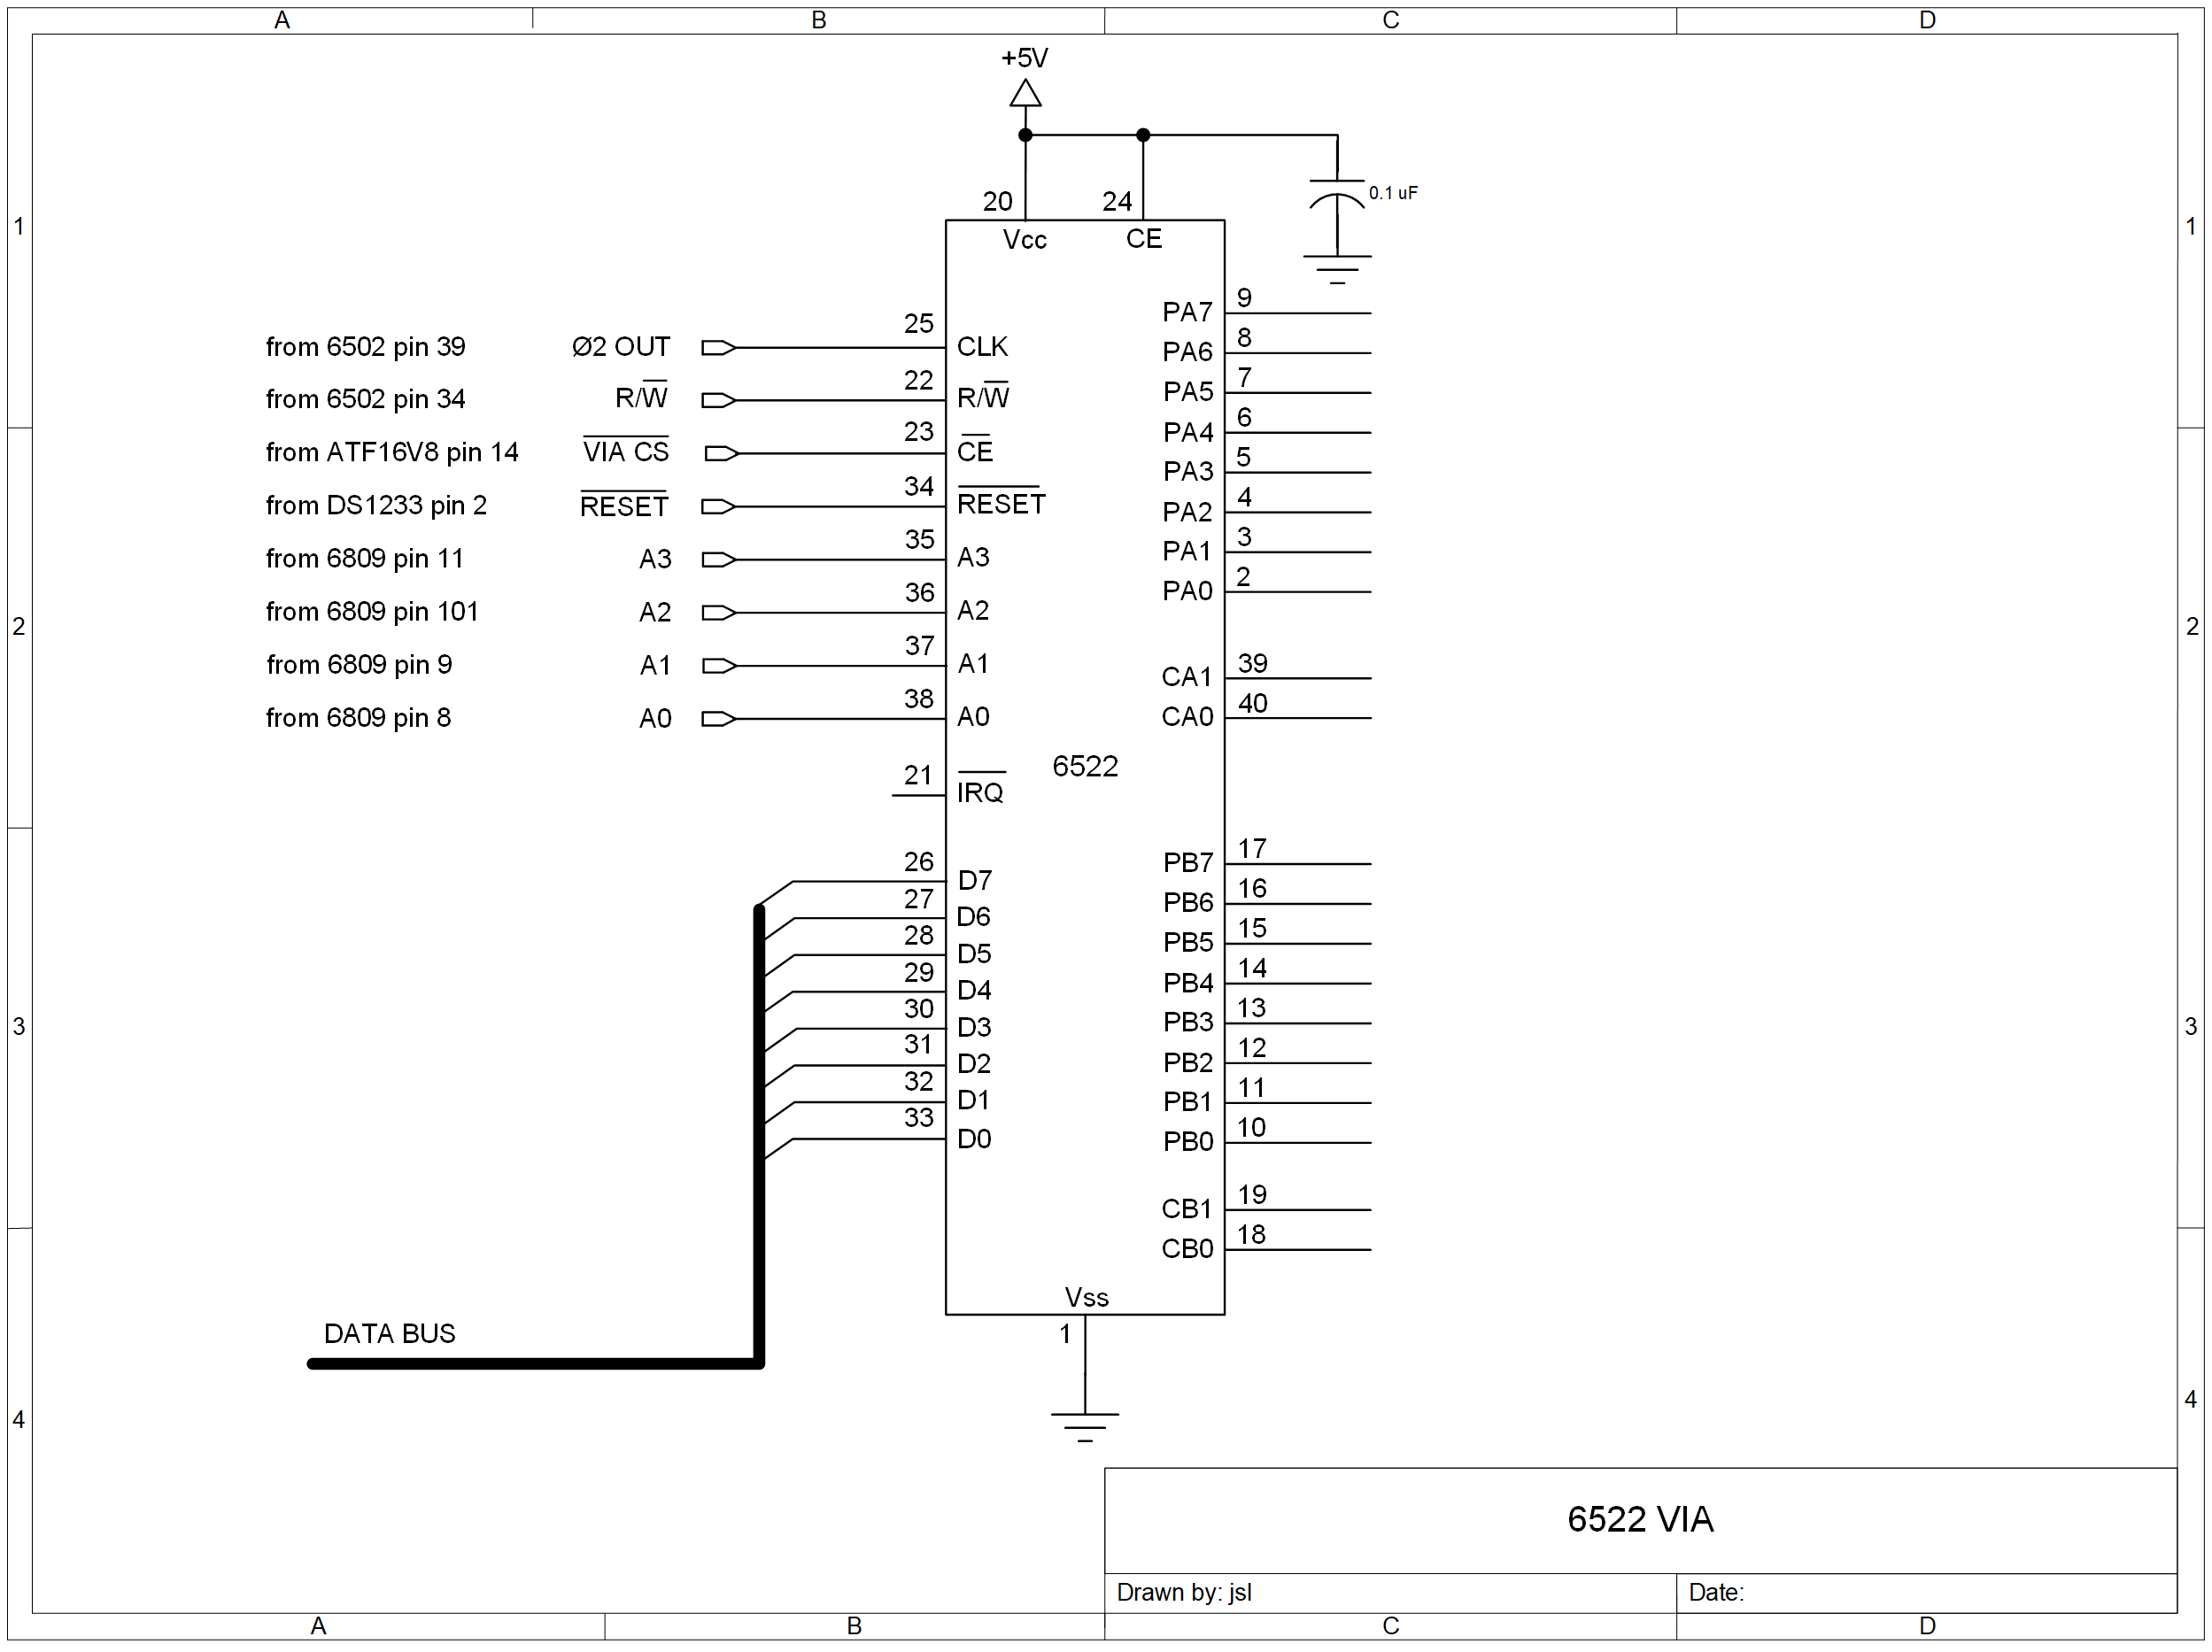 A B C D
+5V
20 24
0.1 uF
1 Vcc CE 1
PA7 9
25
from 6502 pin 39 Ø2 OUT CLK
PA6 8
22
from 6502 pin 34 R/W R/W
PA5 7
23
from ATF16V8 pin 14 VIA CS CE
PA4 6
34
from DS1233 pin 2 RESET RESET
PA3 5
PA2 4
35
from 6809 pin 11 A3 A3
PA1 3
36
from 6809 pin 101 A2 A2
PA0 2
2 2
37
from 6809 pin 9 A1 A1
CA1 39
38
from 6809 pin 8 A0 A0
CA0 40
6522
21
IRQ
26 D7
27 D6
28 D5
29 D4
30 D3
31 D2
32 D1
33 D0
PB7 17
PB6 16
PB5 15
PB4 14
PB3 13
PB2 12
PB1 11
PB0 10
3 3
CB1 19
CB0 18
Vss
DATA BUS
1
4 4
6522 VIA
Drawn by: jsl Date:
A B C D